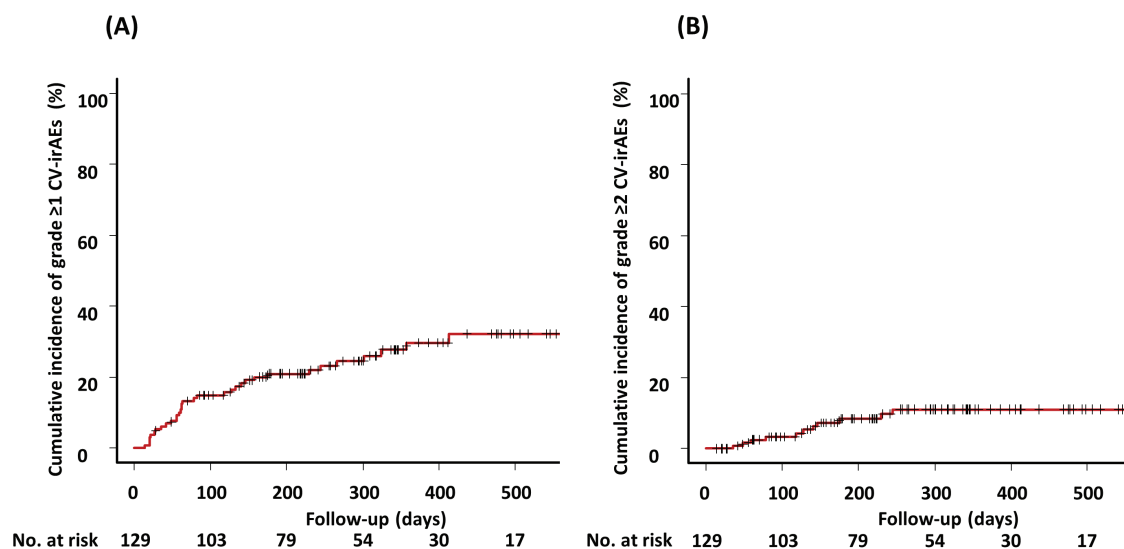 (A)
Cumulative incidence of grade ≥1 CV-irAEs (%)
100
80
60
40
20
0
0 100 200 300 400 500
Follow-up (days)
No. at risk 129 103 79 54 30 17
(B)
Cumulative incidence of grade ≥2 CV-irAEs (%)
100
80
60
40
20
0
0 100 200 300 400 500
Follow-up (days)
No. at risk 129 103 79 54 30 17